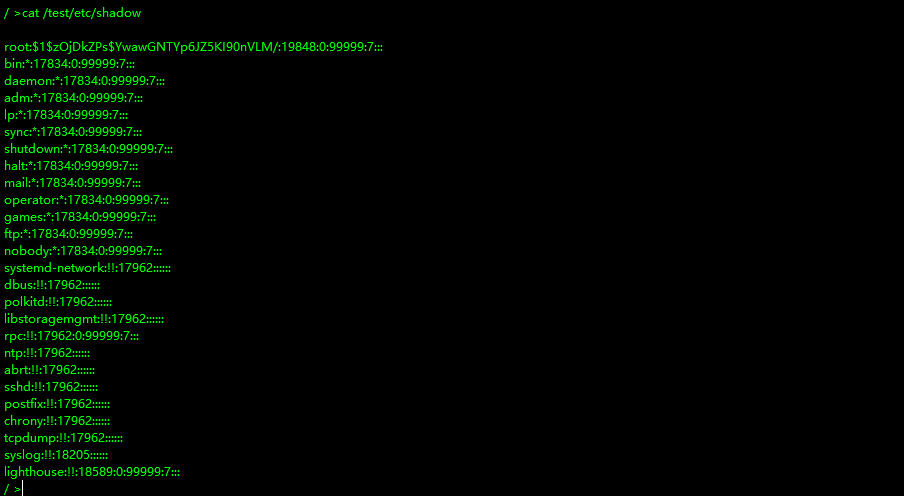 / >cat /test/etc/shadow
root:$1$zOjDkZPs$YwawGNTYp6JZ5KI90nVLM/:19848:0:99999:7:::
bin:*:17834:0:99999:7:::
daemon:*:17834:0:99999:7:::
adm:*:17834:0:99999:7:::
lp:*:17834:0:99999:7:::
sync:*:17834:0:99999:7:::
shutdown:*:17834:0:99999:7:::
halt:*:17834:0:99999:7:::
mail:*:17834:0:99999:7:::
operator:*:17834:0:99999:7:::
games:*:17834:0:99999:7:::
ftp:*:17834:0:99999:7:::
nobody:*:17834:0:99999:7:::
systemd-network:!!:17962::::::
dbus:!!:17962::::::
polkitd:!!:17962::::::
libstoragemgmt:!!:17962::::::
rpc:!!:17962:0:99999:7:::
ntp:!!:17962::::::
abrt:!!:17962::::::
sshd:!!:17962::::::
postfix:!!:17962::::::
chrony:!!:17962::::::
tcpdump:!!:17962::::::
syslog:!!:18205::::::
lighthouse:!!:18589:0:99999:7:::
/ >